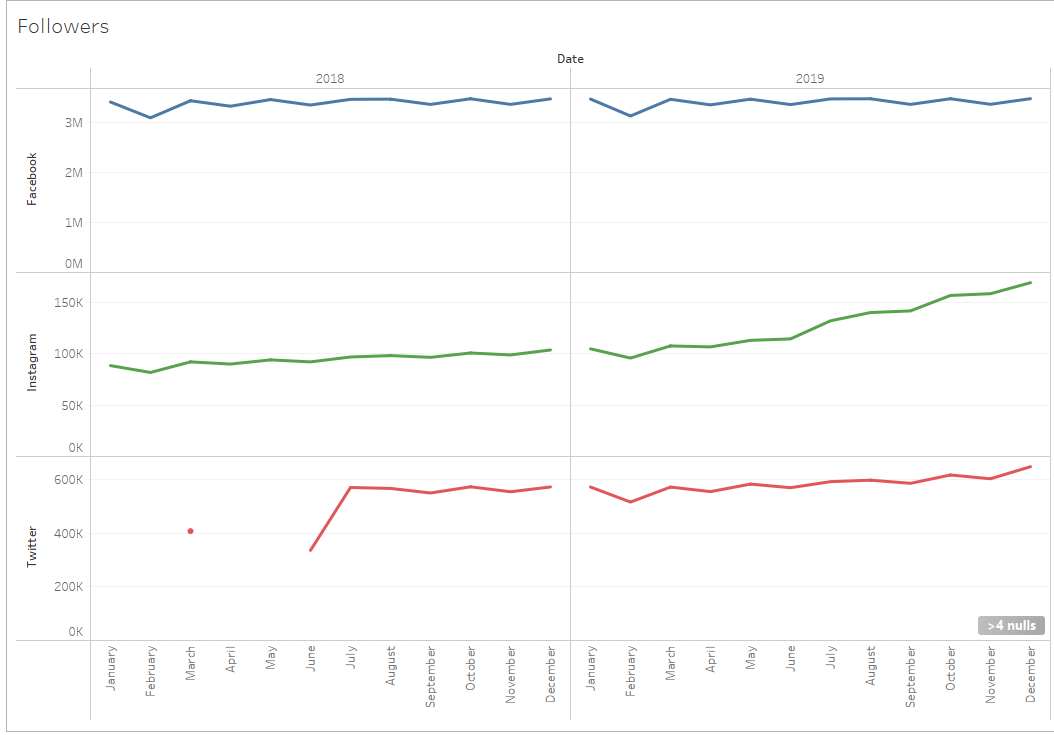 Followers
Date
2018
2019
Facebook
3M
2M
1M
0M
Instagram
150K
100K
50K
0K
Twitter
600K
400K
200K
0K
>4 nulls
January
February
March
April
May
June
July
August
September
October
November
December
January
February
March
April
May
June
July
August
September
October
November
December